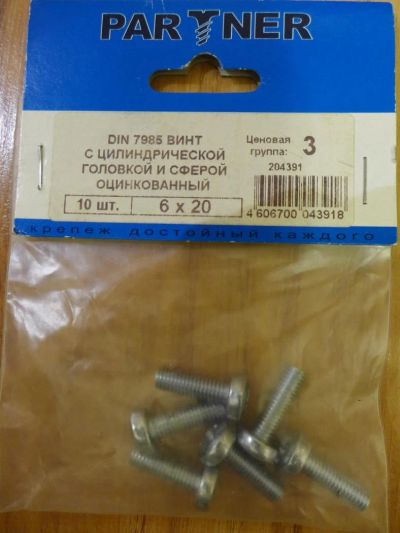 PARTNER
DIN 7985 ВИНТ
С ЦИЛИНДРИЧЕСКОЙ
ГОЛОВКОЙ И СФЕРОЙ
ОЦИНКОВАННЫЙ
10 шт. 6 x 20
Ценовая
группа: 3
204391
4 606700 043918
крепеж достойный каждого